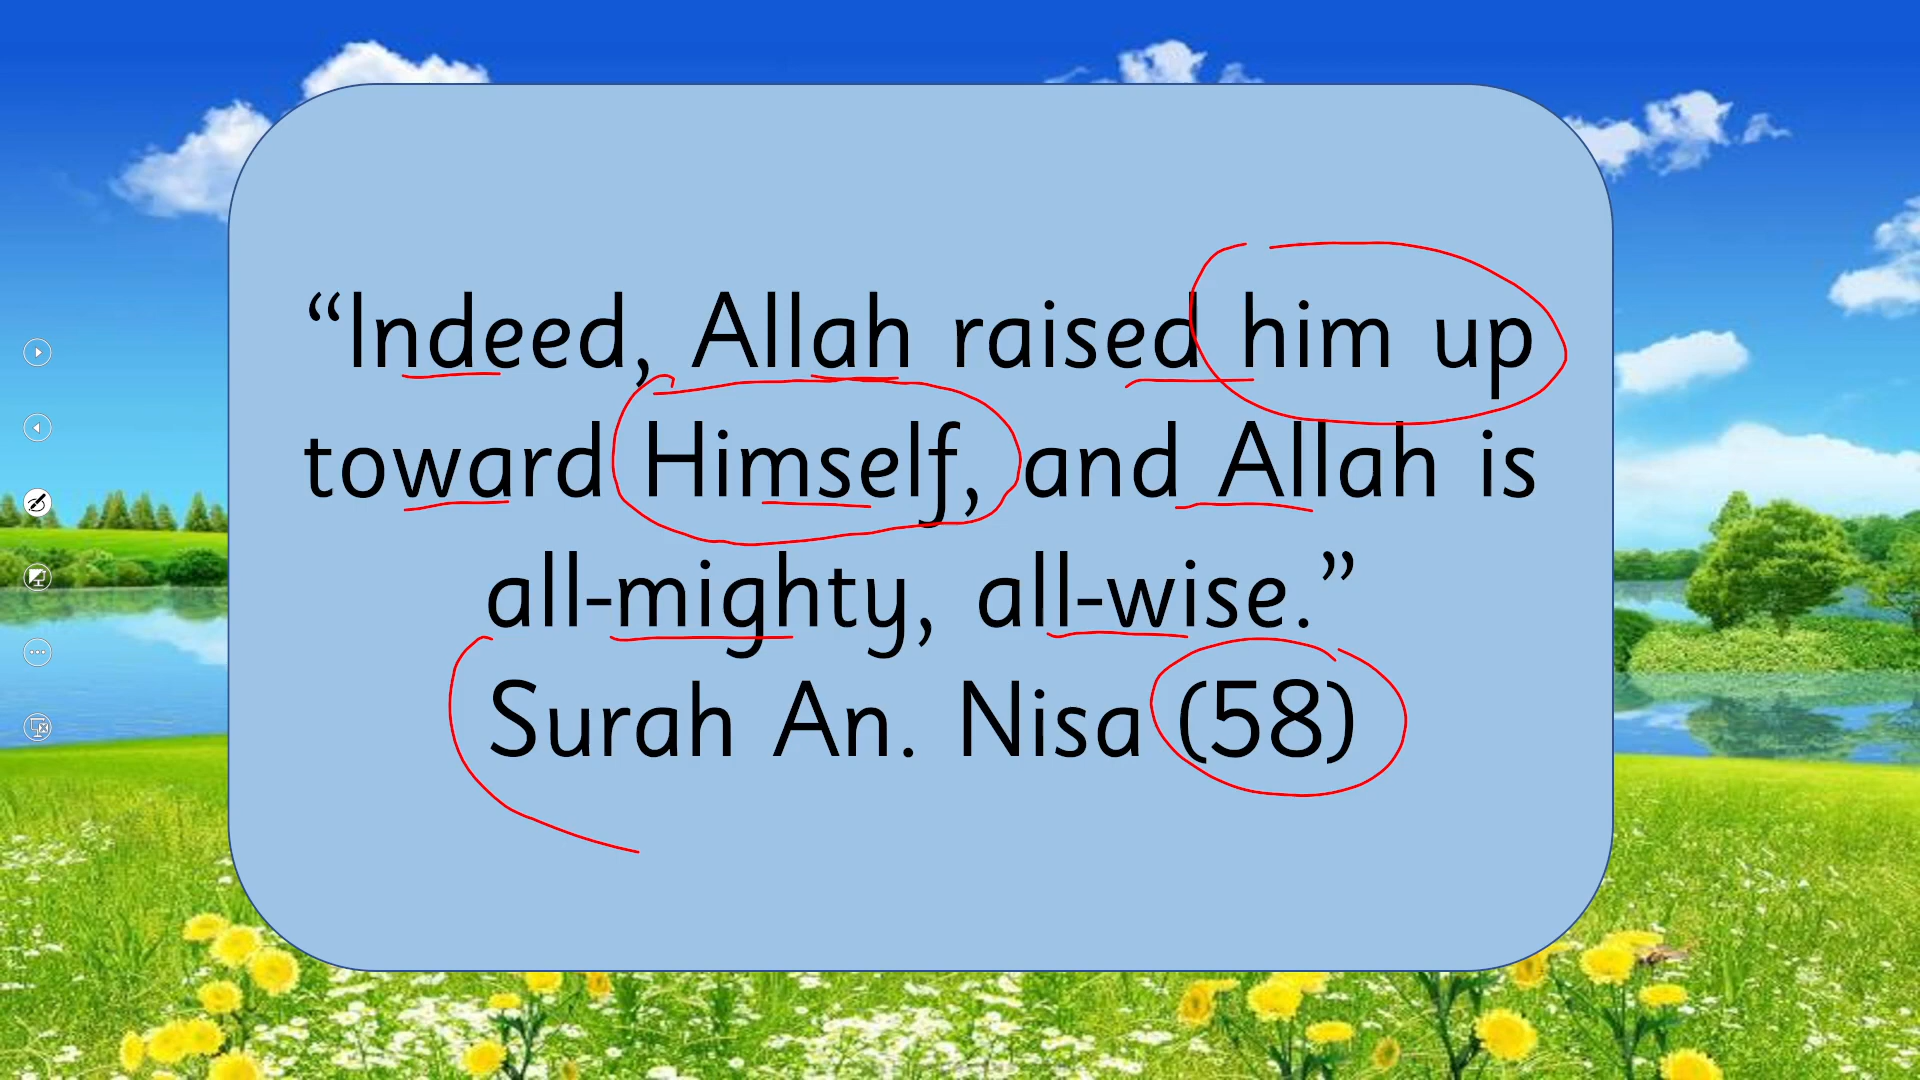 “Indeed, Allah raised him up
toward Himself, and Allah is
all-mighty, all-wise.”
Surah An. Nisa (58)